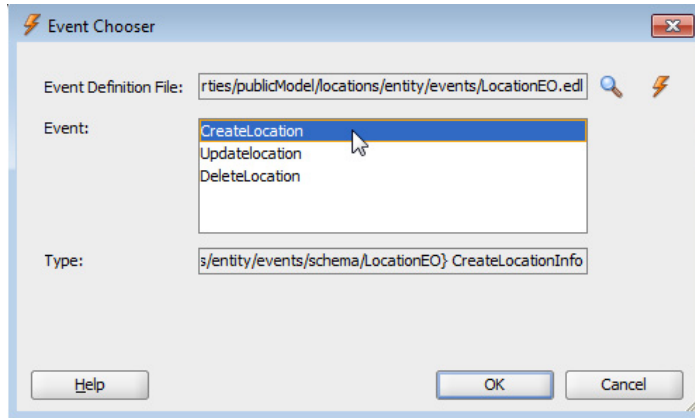 Event Chooser
Event Definition File: rties/publicModel/locations/entity/events/LocationEO.edl
Event: CreateLocation
Updatelocation
DeleteLocation
Type: s/entity/events/schema/LocationEO} CreateLocationInfo
Help OK Cancel